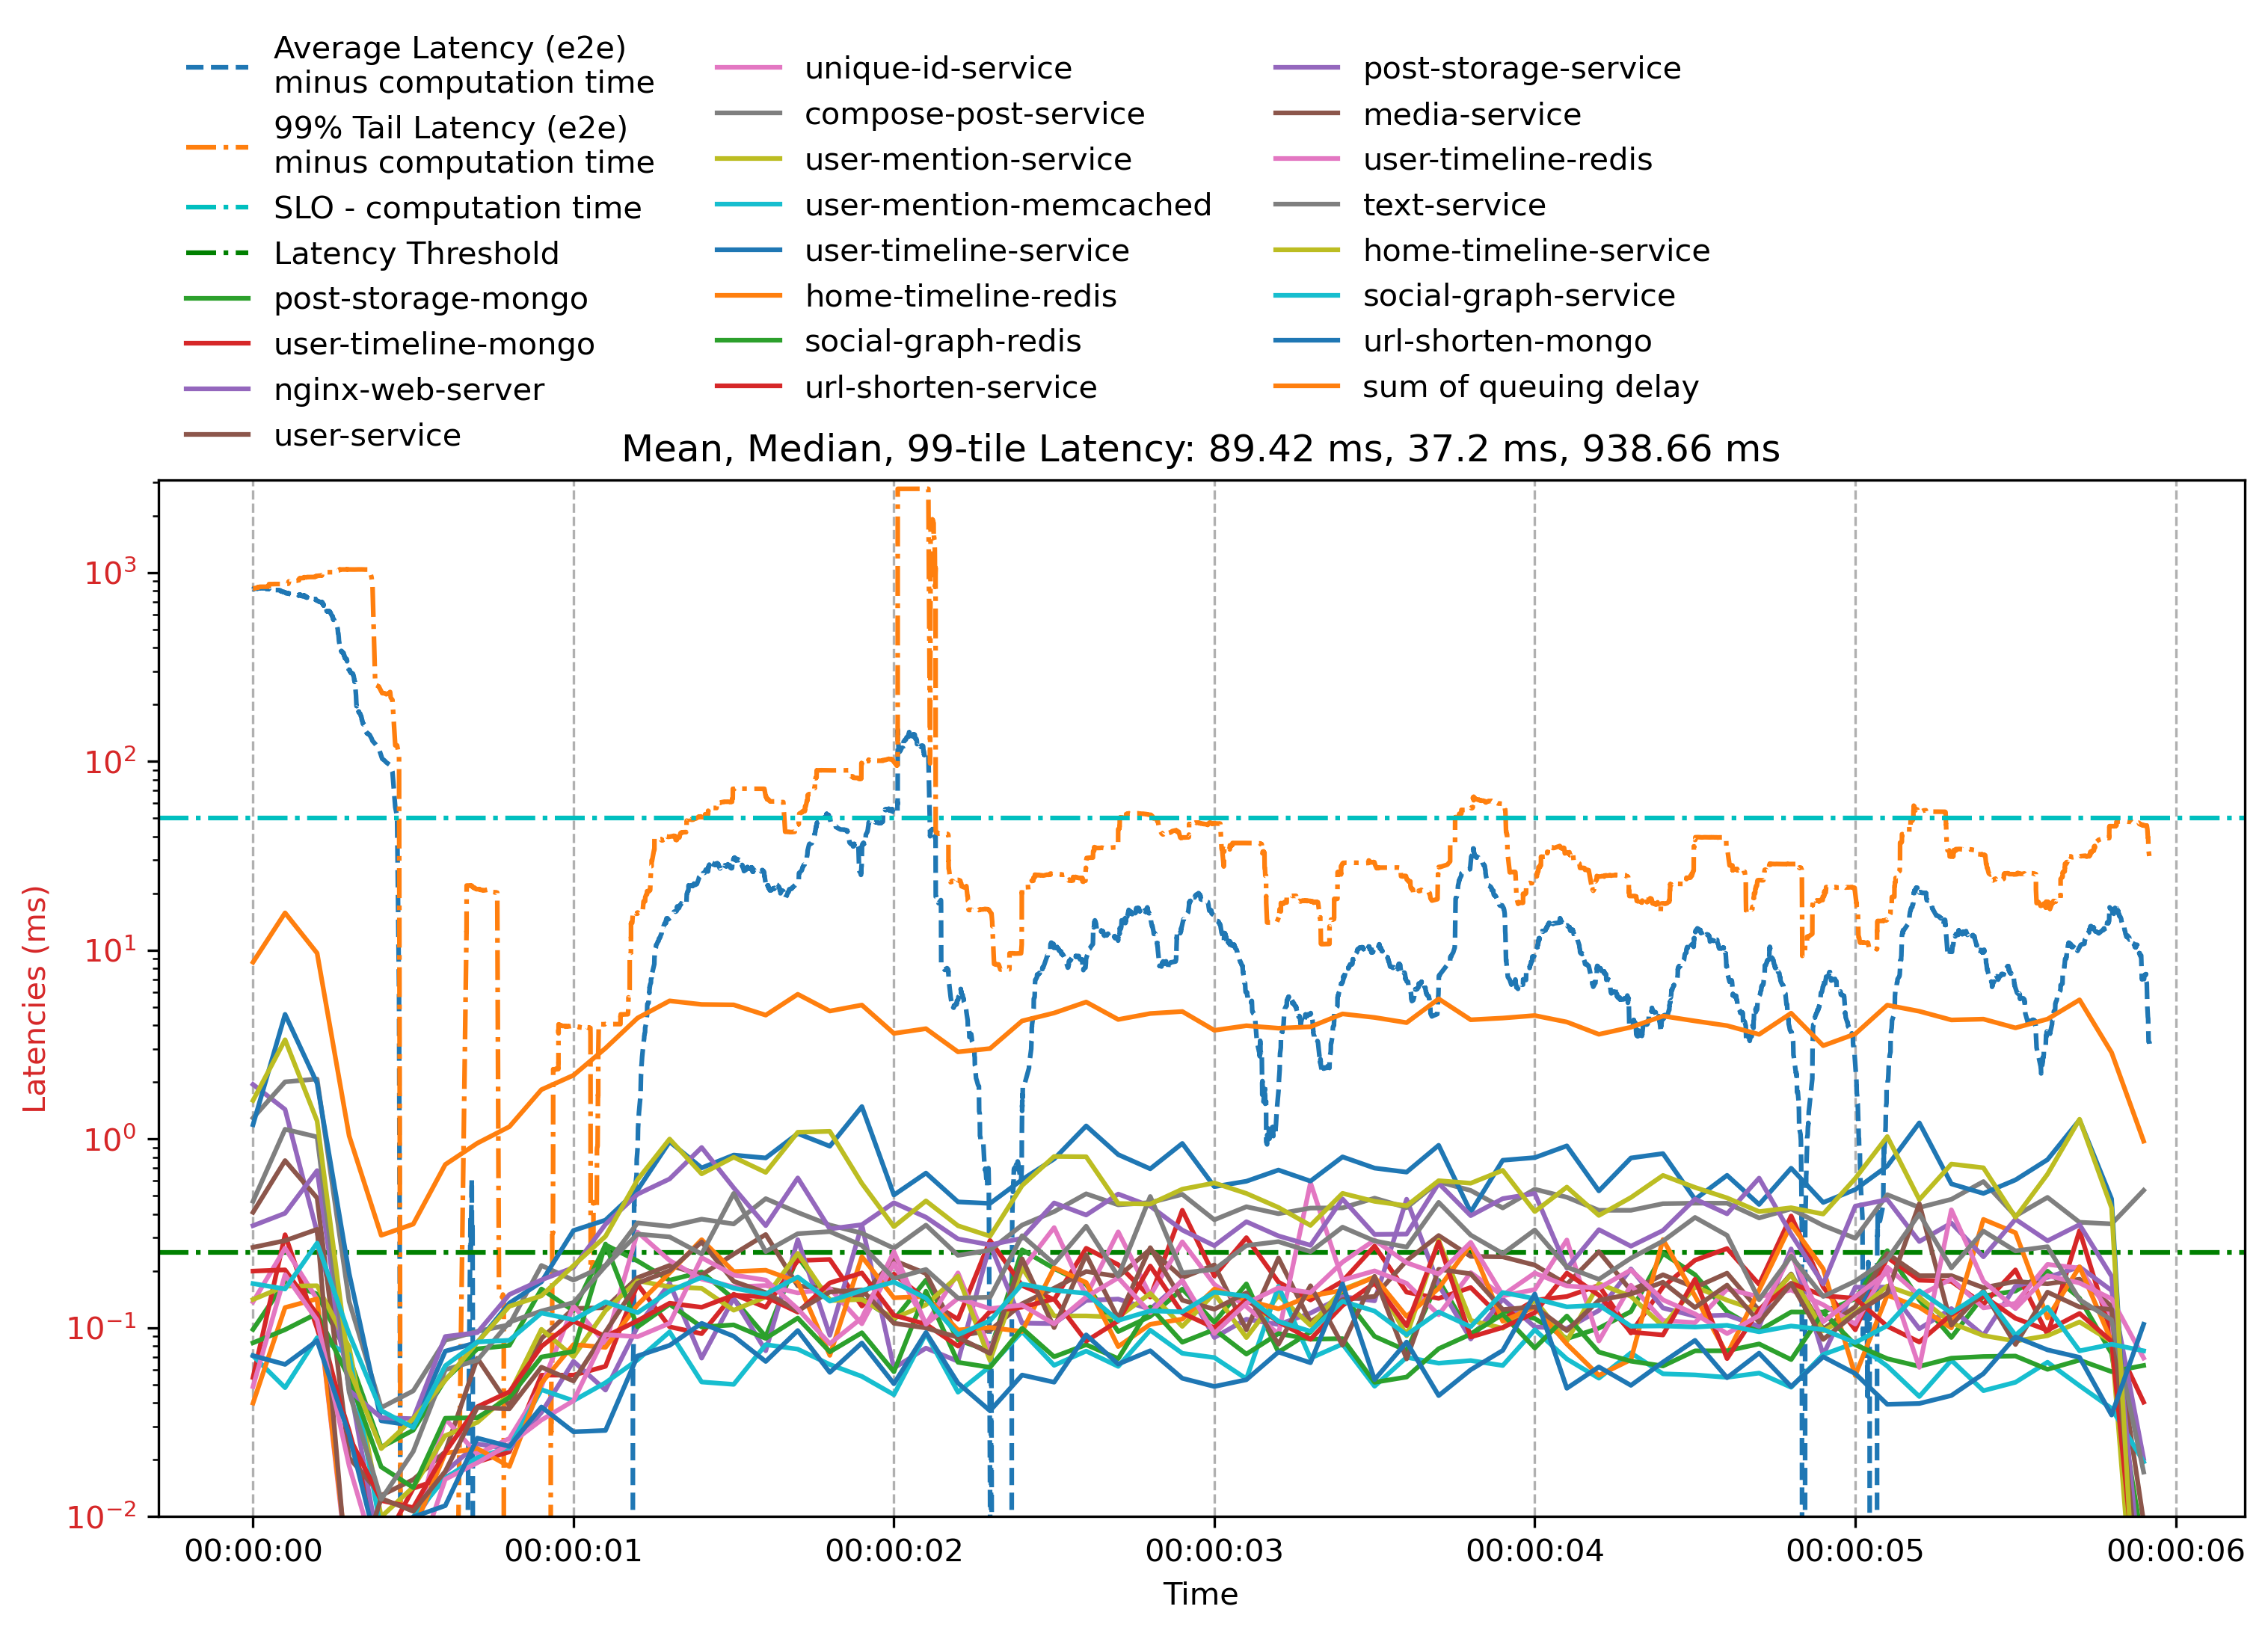 Average Latency (e2e)
minus computation time
99% Tail Latency (e2e)
minus computation time
SLO - computation time
Latency Threshold
post-storage-mongo
user-timeline-mongo
nginx-web-server
user-service
unique-id-service
compose-post-service
user-mention-service
user-mention-memcached
user-timeline-service
home-timeline-redis
social-graph-redis
url-shorten-service
post-storage-service
media-service
user-timeline-redis
text-service
home-timeline-service
social-graph-service
url-shorten-mongo
sum of queuing delay
Mean, Median, 99-tile Latency: 89.42 ms, 37.2 ms, 938.66 ms
Latencies (ms)
10³
10²
10¹
10⁰
10⁻¹
10⁻²
00:00:00
00:00:01
00:00:02
00:00:03
00:00:04
00:00:05
00:00:06
Time